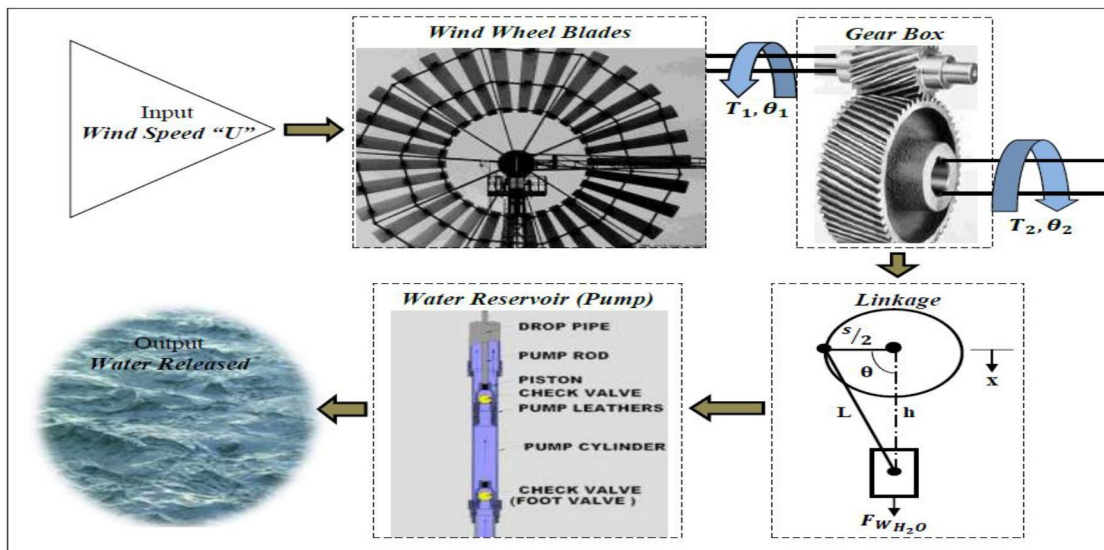 Input
Wind Speed “U”
Wind Wheel Blades
T₁, θ₁
Gear Box
T₂, θ₂
Linkage
S/2
θ
x
L
h
F_W_H₂O
Water Reservoir (Pump)
DROP PIPE
PUMP ROD
PISTON
CHECK VALVE
PUMP LEATHERS
PUMP CYLINDER
CHECK VALVE
(FOOT VALVE )
Output
Water Released